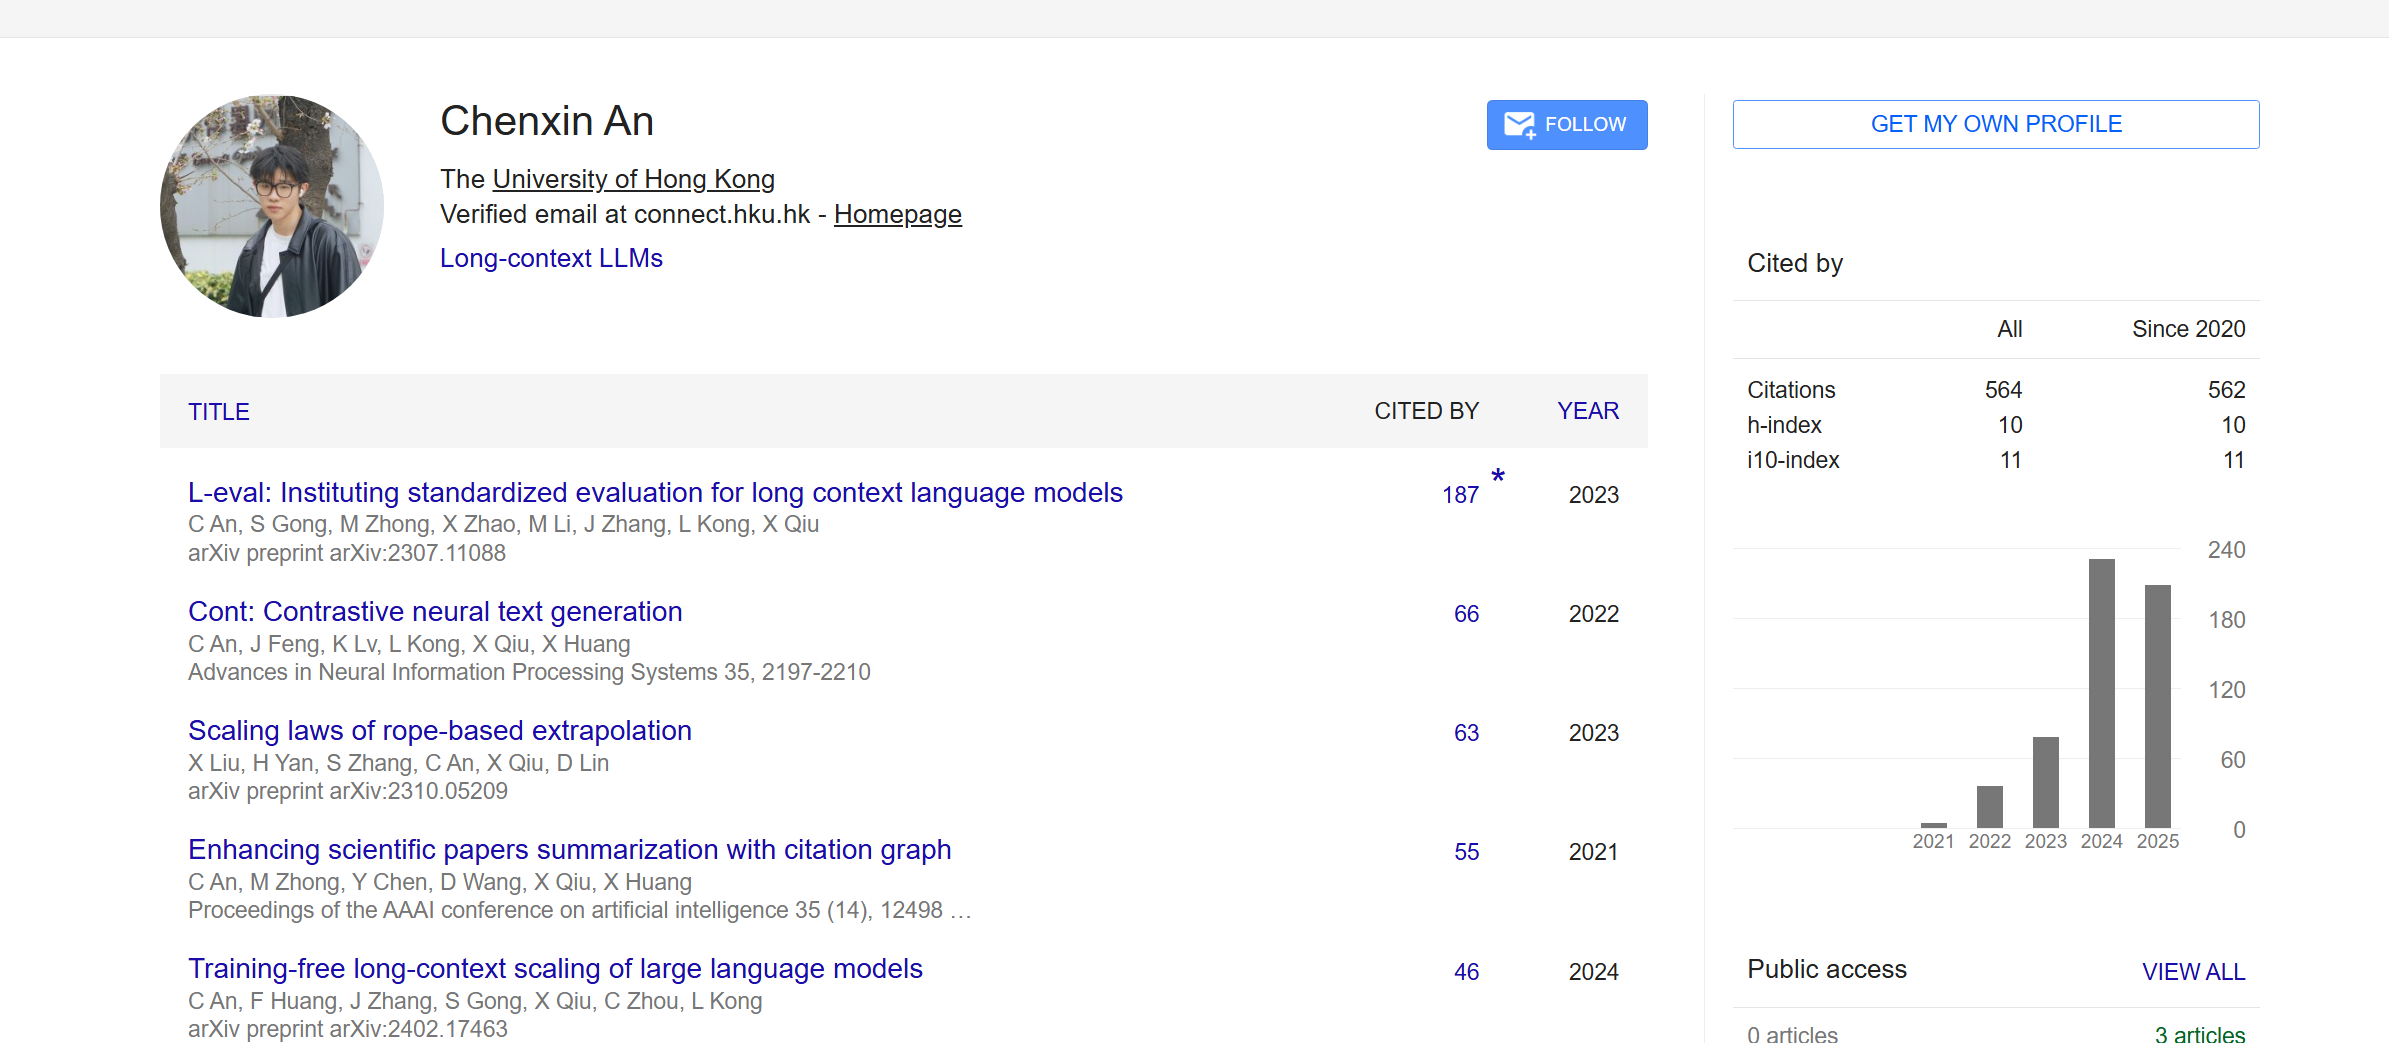 Chenxin An
FOLLOW
The University of Hong Kong
Verified email at connect.hku.hk - Homepage
Long-context LLMs
TITLE CITED BY YEAR
L-eval: Instituting standardized evaluation for long context language models 187 * 2023
C An, S Gong, M Zhong, X Zhao, M Li, J Zhang, L Kong, X Qiu
arXiv preprint arXiv:2307.11088
Cont: Contrastive neural text generation 66 2022
C An, J Feng, K Lv, L Kong, X Qiu, X Huang
Advances in Neural Information Processing Systems 35, 2197-2210
Scaling laws of rope-based extrapolation 63 2023
X Liu, H Yan, S Zhang, C An, X Qiu, D Lin
arXiv preprint arXiv:2310.05209
Enhancing scientific papers summarization with citation graph 55 2021
C An, M Zhong, Y Chen, D Wang, X Qiu, X Huang
Proceedings of the AAAI conference on artificial intelligence 35 (14), 12498 …
Training-free long-context scaling of large language models 46 2024
C An, F Huang, J Zhang, S Gong, X Qiu, C Zhou, L Kong
arXiv preprint arXiv:2402.17463
GET MY OWN PROFILE
Cited by
All Since 2020
Citations 564 562
h-index 10 10
i10-index 11 11
240
180
120
60
0
2021 2022 2023 2024 2025
Public access VIEW ALL
0 articles 3 articles